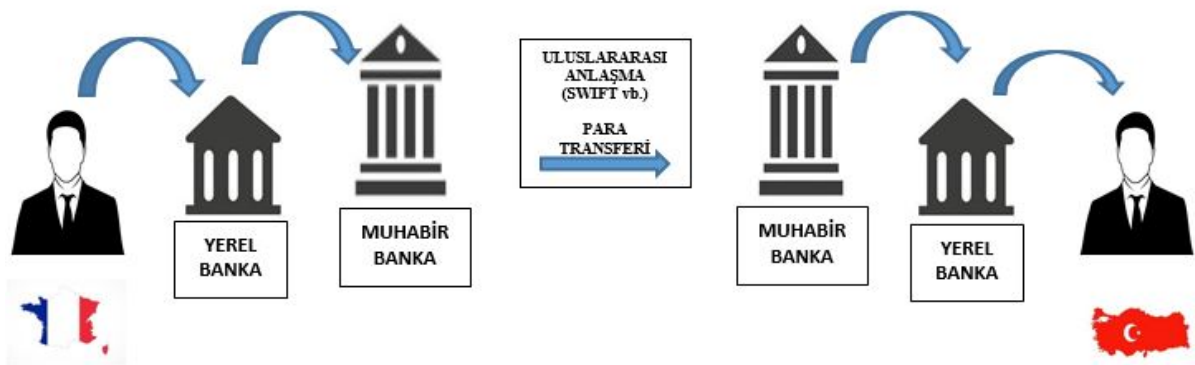 YEREL
BANKA
MUHABİR
BANKA
ULUSLARARASI
ANLAŞMA
(SWIFT vb.)
PARA
TRANSFERİ
MUHABİR
BANKA
YEREL
BANKA